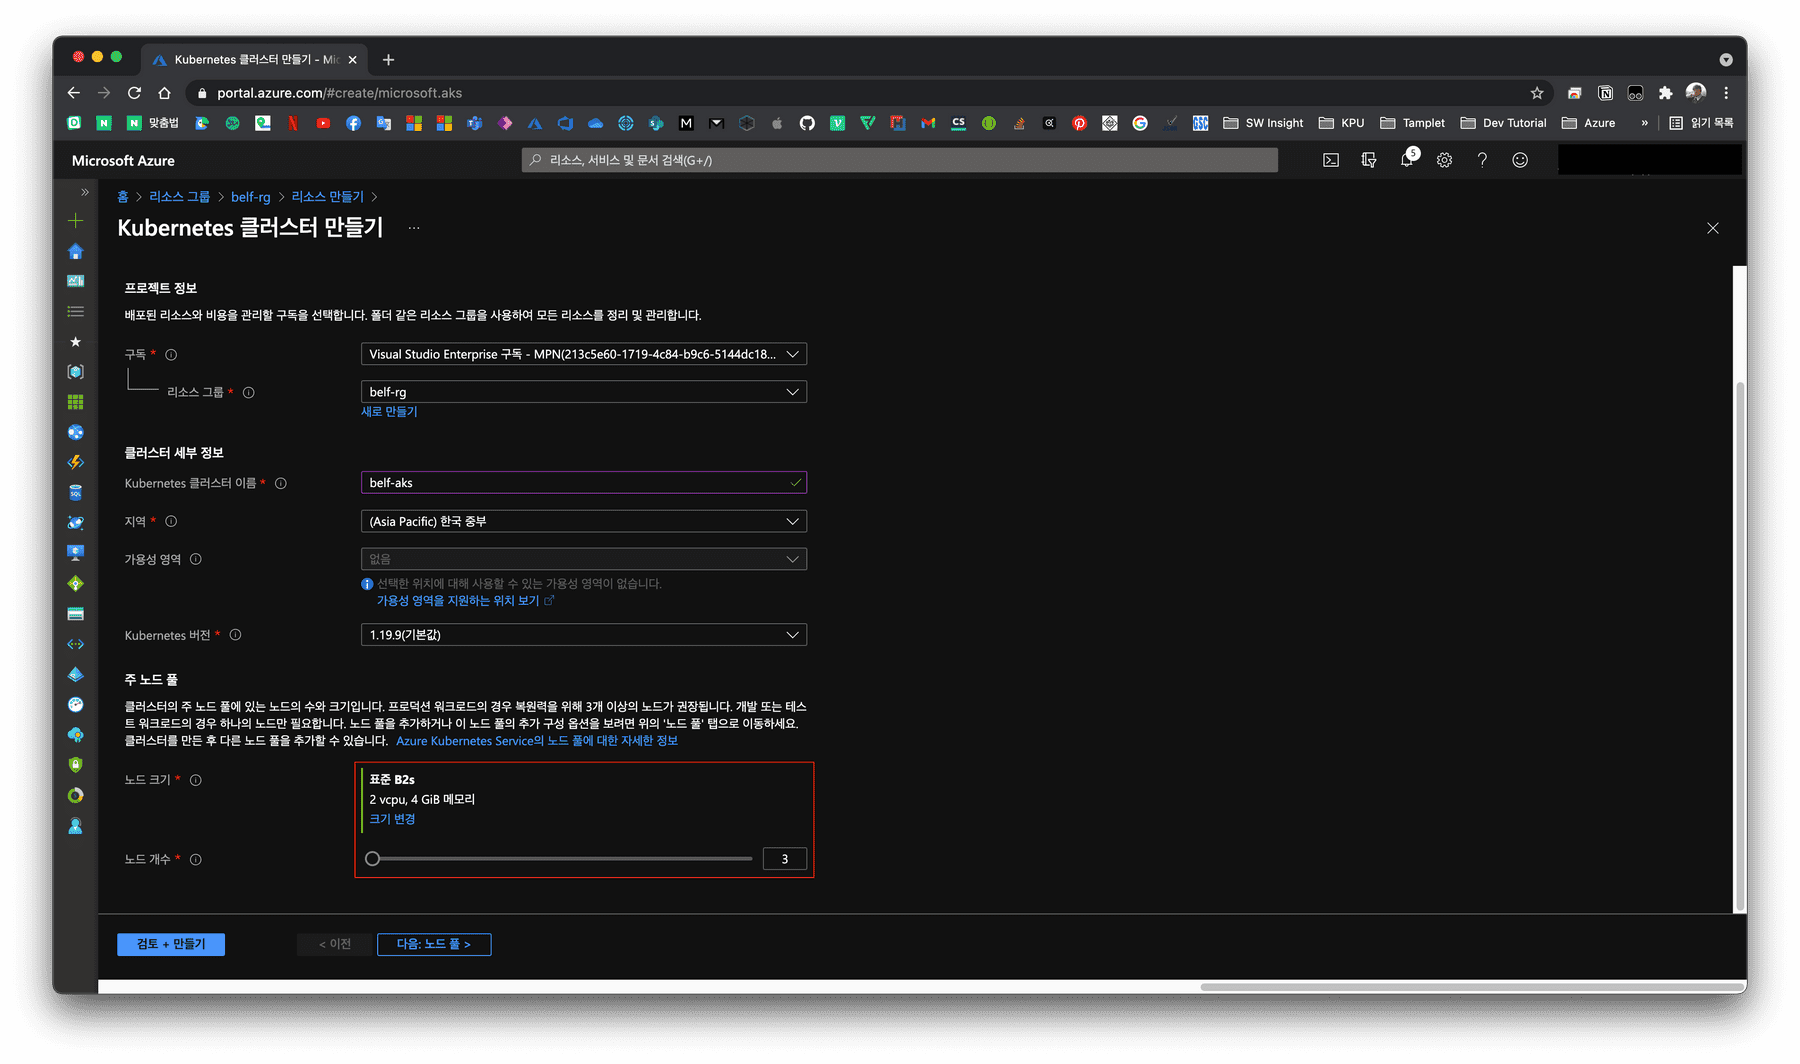 Kubernetes 클러스터 만들기 - Mic
portal.azure.com/#create/microsoft.aks
맞춤법
SW Insight
KPU
Tamplet
Dev Tutorial
Azure
»
읽기 목록
Microsoft Azure
리소스, 서비스 및 문서 검색(G+/)
5
홈 > 리소스 그룹 > belf-rg > 리소스 만들기 >
Kubernetes 클러스터 만들기 ...
프로젝트 정보
배포된 리소스와 비용을 관리할 구독을 선택합니다. 폴더 같은 리소스 그룹을 사용하여 모든 리소스를 정리 및 관리합니다.
구독 *
Visual Studio Enterprise 구독 - MPN(213c5e60-1719-4c84-b9c6-5144dc18...
리소스 그룹 *
belf-rg
새로 만들기
클러스터 세부 정보
Kubernetes 클러스터 이름 *
belf-aks
지역 *
(Asia Pacific) 한국 중부
가용성 영역
없음
선택한 위치에 대해 사용할 수 있는 가용성 영역이 없습니다.
가용성 영역을 지원하는 위치 보기
Kubernetes 버전 *
1.19.9(기본값)
주 노드 풀
클러스터의 주 노드 풀에 있는 노드의 수와 크기입니다. 프로덕션 워크로드의 경우 복원력을 위해 3개 이상의 노드가 권장됩니다. 개발 또는 테스
트 워크로드의 경우 하나의 노드만 필요합니다. 노드 풀을 추가하거나 이 노드 풀의 추가 구성 옵션을 보려면 위의 '노드 풀' 탭으로 이동하세요.
클러스터를 만든 후 다른 노드 풀을 추가할 수 있습니다. Azure Kubernetes Service의 노드 풀에 대한 자세한 정보
노드 크기 *
표준 B2s
2 vcpu, 4 GiB 메모리
크기 변경
노드 개수 *
3
검토 + 만들기
< 이전
다음: 노드 풀 >